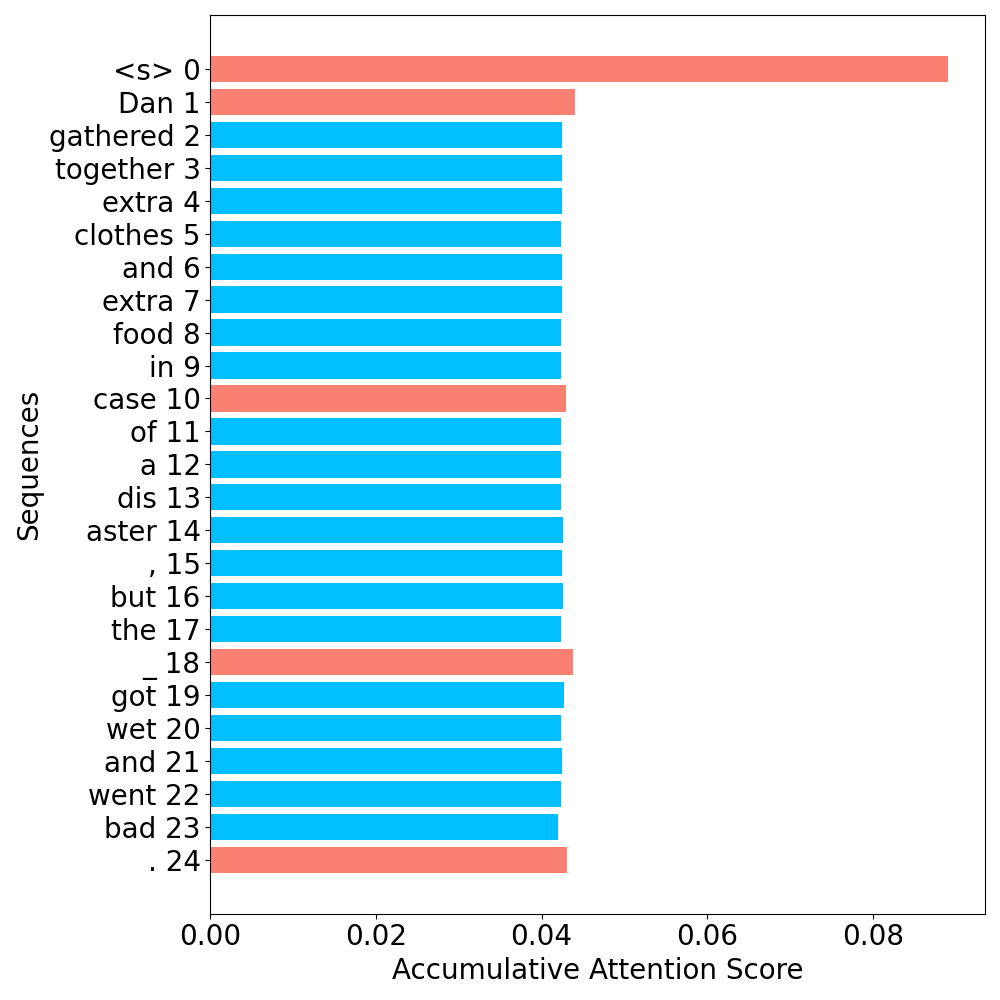 <s> 0
Dan 1
gathered 2
together 3
extra 4
clothes 5
and 6
extra 7
food 8
in 9
case 10
of 11
a 12
dis 13
aster 14
, 15
but 16
the 17
_ 18
got 19
wet 20
and 21
went 22
bad 23
. 24
Sequences
0.00 0.02 0.04 0.06 0.08
Accumulative Attention Score